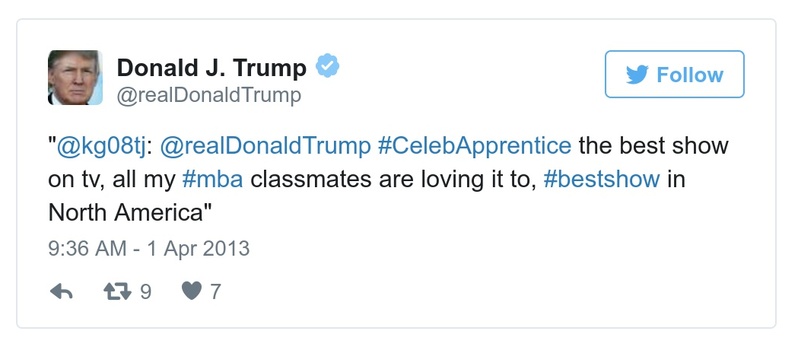 Donald J. Trump
@realDonaldTrump
Follow
"@kg08tj: @realDonaldTrump #CelebApprentice the best show
on tv, all my #mba classmates are loving it to, #bestshow in
North America"
9:36 AM - 1 Apr 2013
9 7